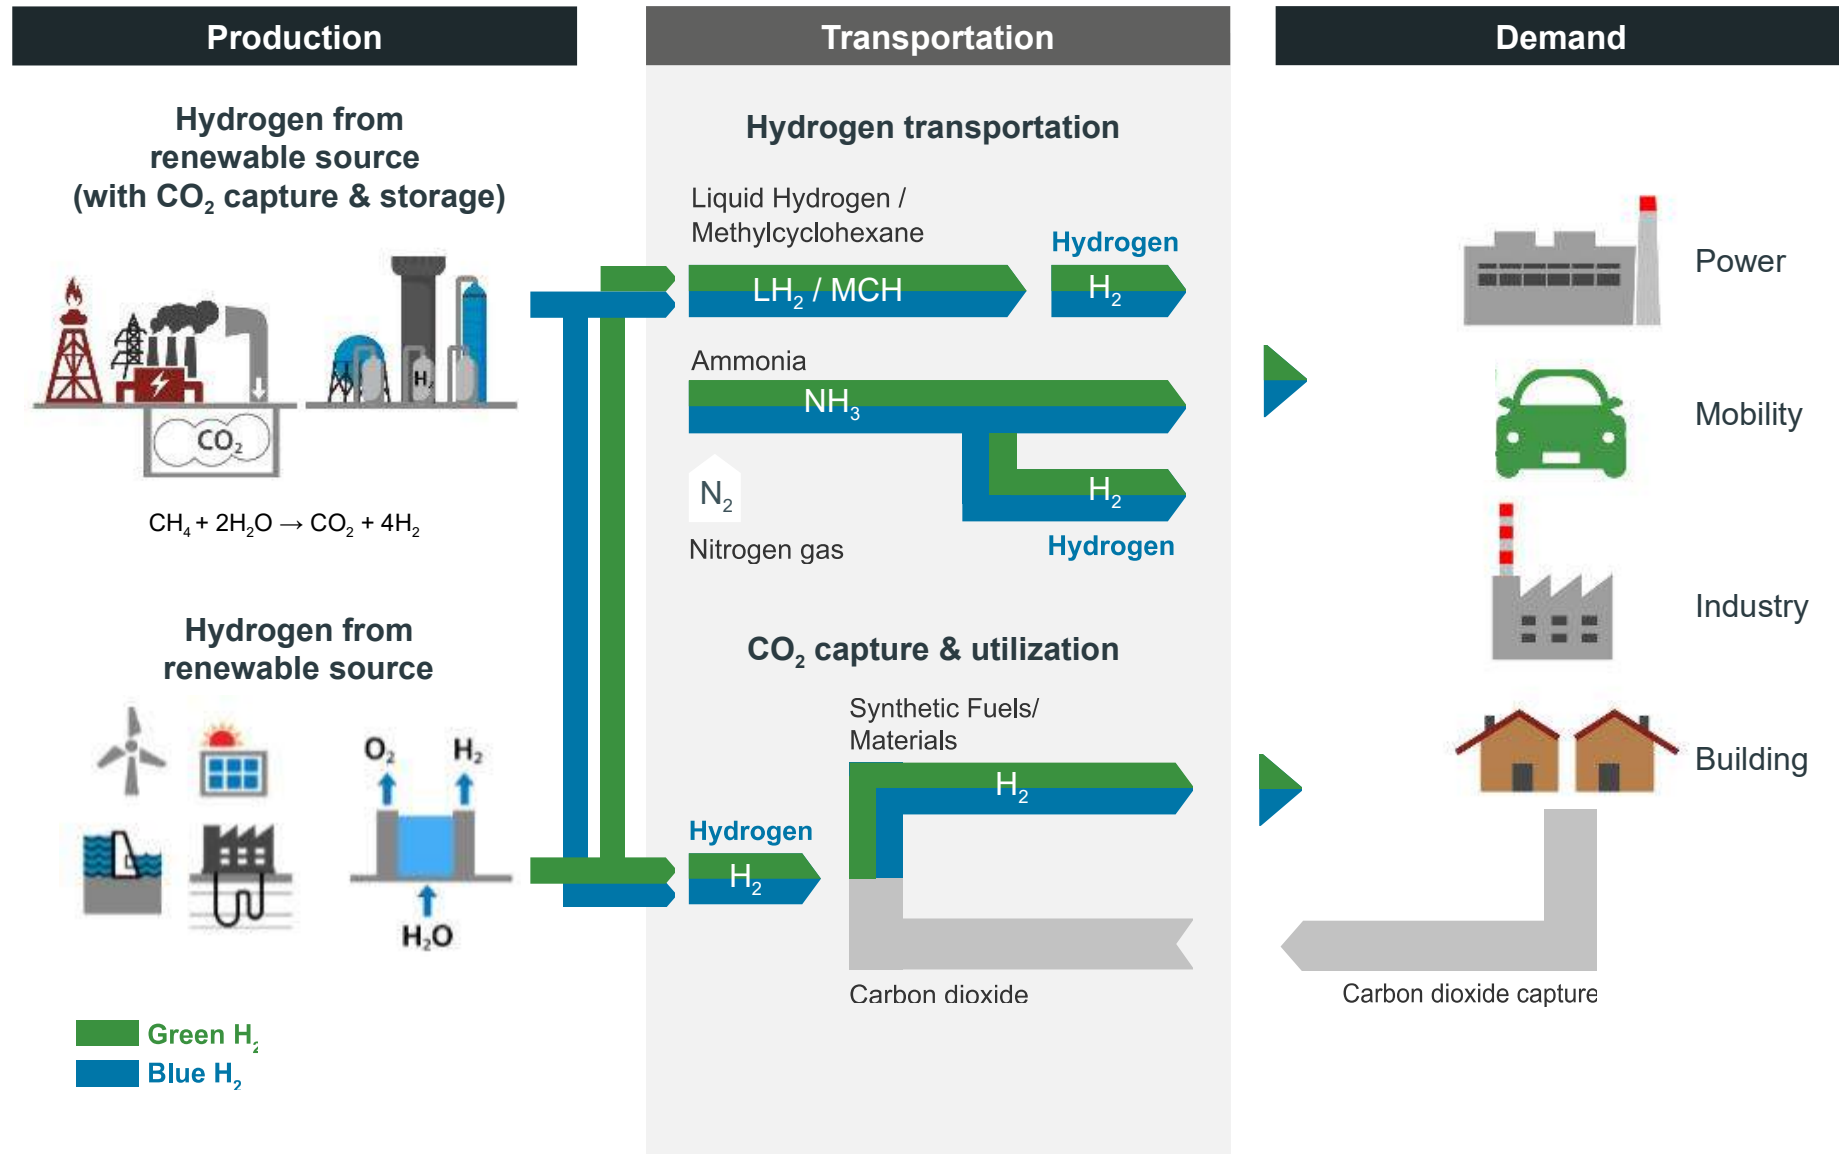 Production
Hydrogen from
renewable source
(with CO₂ capture & storage)
H₂
CO₂
CH₄ + 2H₂O → CO₂ + 4H₂
Hydrogen from
renewable source
O₂ H₂
H₂O
Green H₂
Blue H₂
Transportation
Hydrogen transportation
Liquid Hydrogen /
Methylcyclohexane
Hydrogen
LH₂ / MCH
H₂
Ammonia
NH₃
N₂
H₂
Nitrogen gas
Hydrogen
CO₂ capture & utilization
Synthetic Fuels/
Materials
H₂
Hydrogen
H₂
Carbon dioxide
Demand
Power
Mobility
Industry
Building
Carbon dioxide capture